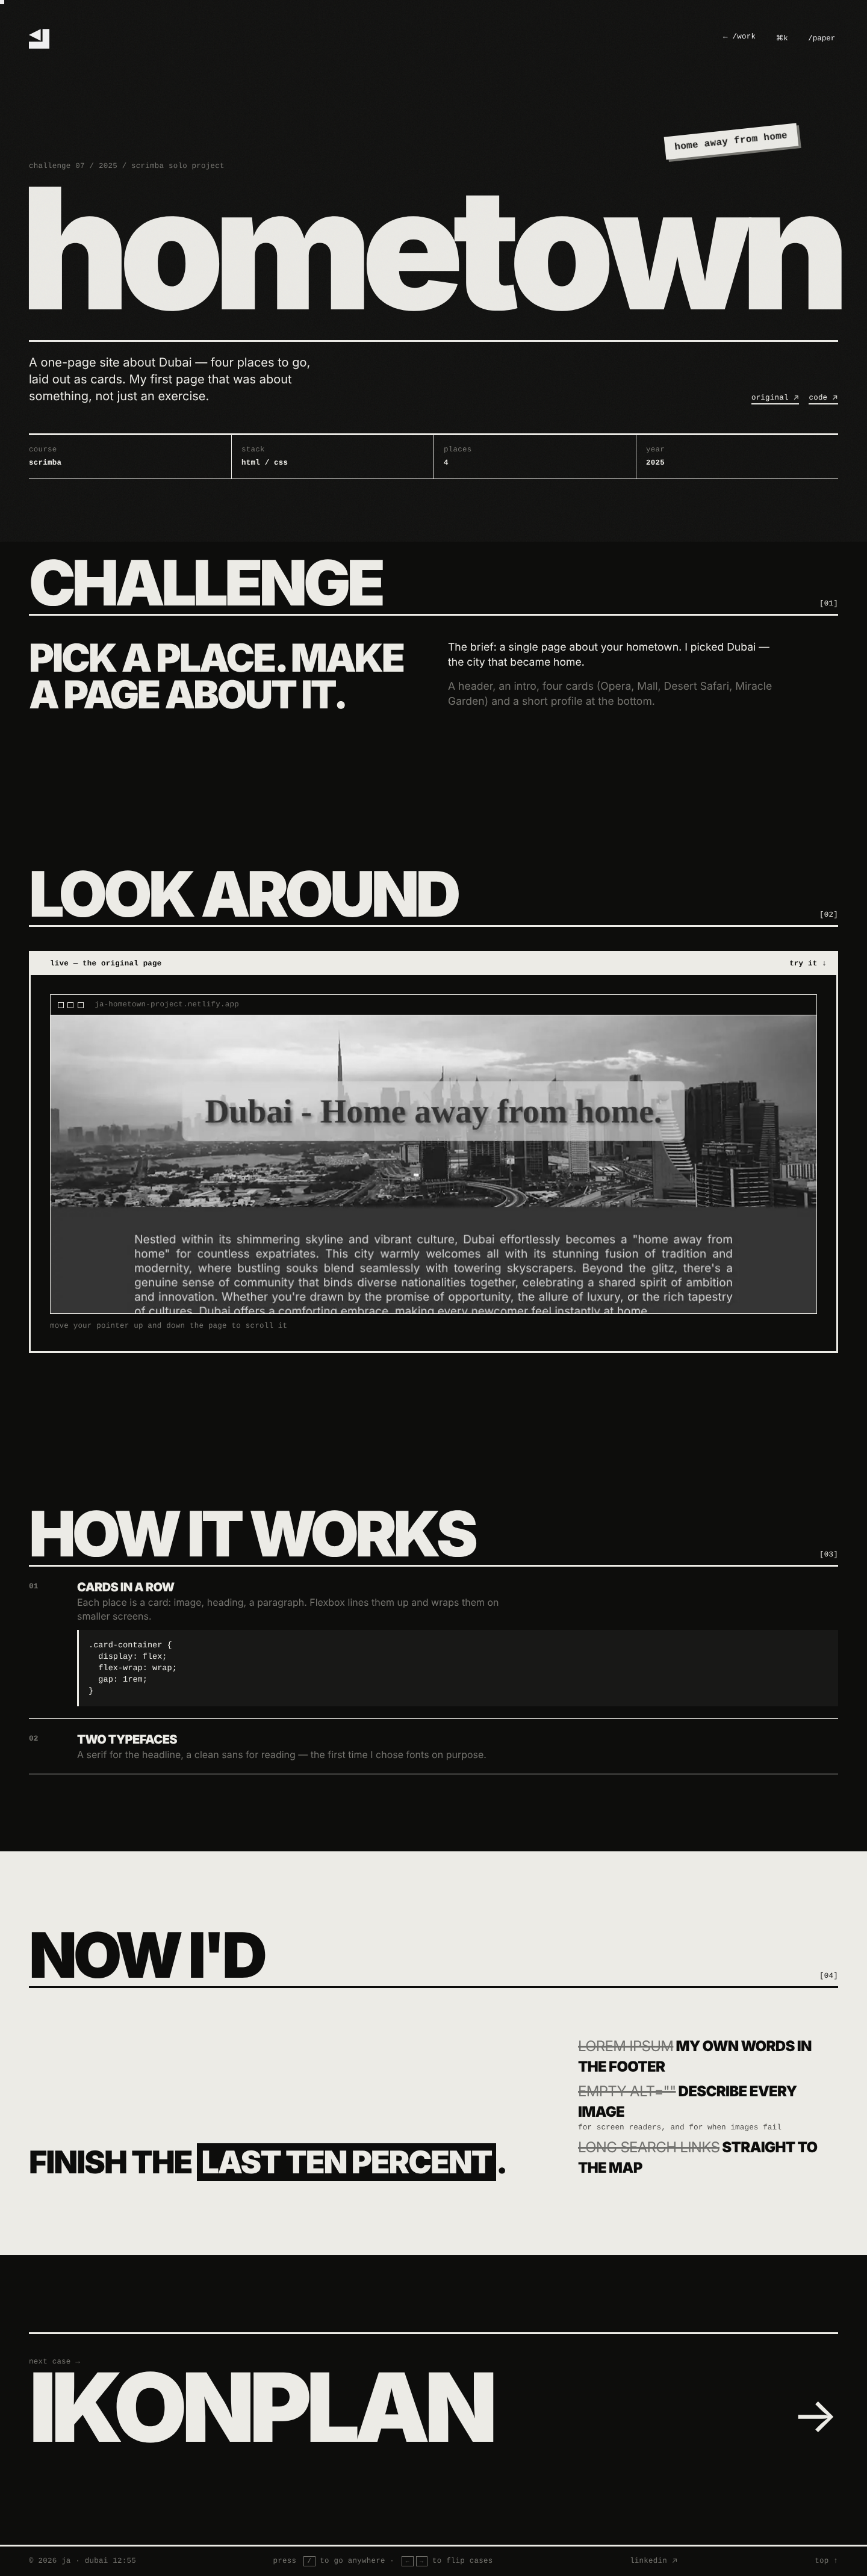 ← /work ⌘k /paper
home away from home
challenge 07 / 2025 / scrimba solo project
hometown
A one-page site about Dubai — four places to go,
laid out as cards. My first page that was about
something, not just an exercise.
original ↗ code ↗
course
scrimba
stack
html / css
places
4
year
2025
CHALLENGE
[01]
PICK A PLACE. MAKE
A PAGE ABOUT IT.
The brief: a single page about your hometown. I picked Dubai —
the city that became home.
A header, an intro, four cards (Opera, Mall, Desert Safari, Miracle
Garden) and a short profile at the bottom.
LOOK AROUND
[02]
live — the original page
try it ↓
ja-hometown-project.netlify.app
Dubai - Home away from home.
Nestled within its shimmering skyline and vibrant culture, Dubai effortlessly becomes a "home away from
home" for countless expatriates. This city warmly welcomes all with its stunning fusion of tradition and
modernity, where bustling souks blend seamlessly with towering skyscrapers. Beyond the glitz, there's a
genuine sense of community that binds diverse nationalities together, celebrating a shared spirit of ambition
and innovation. Whether you're drawn by the promise of opportunity, the allure of luxury, or the rich tapestry
of cultures, Dubai offers a comforting embrace, making every newcomer feel instantly at home.
move your pointer up and down the page to scroll it
HOW IT WORKS
[03]
01
CARDS IN A ROW
Each place is a card: image, heading, a paragraph. Flexbox lines them up and wraps them on
smaller screens.
.card-container {
display: flex;
flex-wrap: wrap;
gap: 1rem;
}
02
TWO TYPEFACES
A serif for the headline, a clean sans for reading — the first time I chose fonts on purpose.
NOW I'D
[04]
FINISH THE LAST TEN PERCENT.
LOREM IPSUM MY OWN WORDS IN
THE FOOTER
EMPTY ALT="" DESCRIBE EVERY
IMAGE
for screen readers, and for when images fail
LONG SEARCH LINKS STRAIGHT TO
THE MAP
next case →
IKONPLAN
→
© 2026 ja · dubai 12:55
press / to go anywhere · ← → to flip cases
linkedin ↗
top ↑